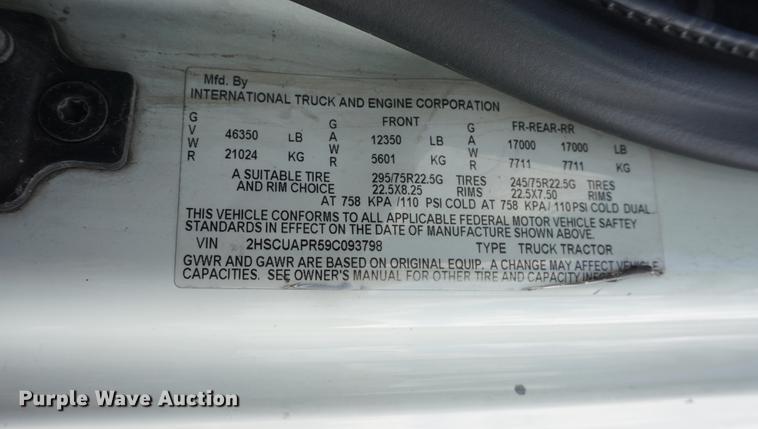 Mfd. By
INTERNATIONAL TRUCK AND ENGINE CORPORATION
G V W R 46350 LB 21024 KG
G A W R FRONT 12350 LB 5601 KG
G A W R FR-REAR-RR 17000 17000 LB 7711 7711 KG
A SUITABLE TIRE 295/75R22.5G TIRES 245/75R22.5G TIRES
AND RIM CHOICE 22.5X8.25 RIMS 22.5X7.50 RIMS
AT 758 KPA /110 PSI COLD AT 758 KPA/110 PSI COLD DUAL
THIS VEHICLE CONFORMS TO ALL APPLICABLE FEDERAL MOTOR VEHICLE SAFTEY
STANDARDS IN EFFECT ON THE DATE OF MANUFACTURE SHOWN ABOVE.
VIN 2HSCUAPR59C093798 TYPE TRUCK TRACTOR
GVWR AND GAWR ARE BASED ON ORIGINAL EQUIP. A CHANGE MAY AFFECT VEHICLE
CAPACITIES. SEE OWNER'S MANUAL FOR OTHER TIRE AND CAPACITY
Purple Wave Auction